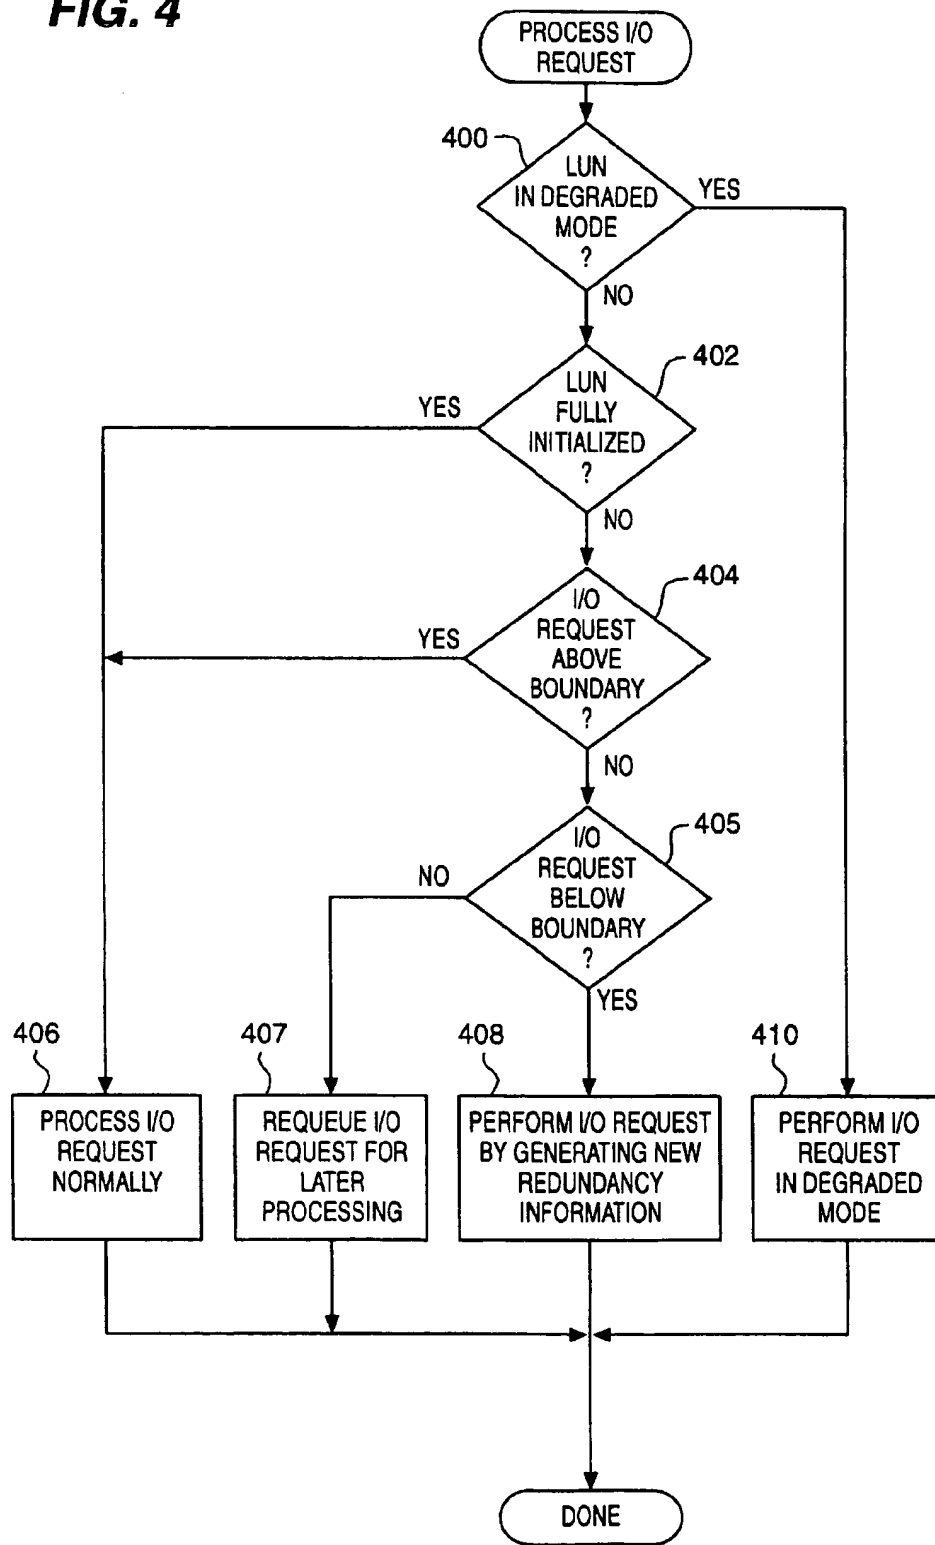 FIG. 4
PROCESS I/O
REQUEST
400
LUN
IN DEGRADED
MODE
?
YES
NO
402
LUN
FULLY
INITIALIZED
?
YES
NO
404
I/O
REQUEST
ABOVE
BOUNDARY
?
YES
NO
405
I/O
REQUEST
BELOW
BOUNDARY
?
NO
YES
406
PROCESS I/O
REQUEST
NORMALLY
407
REQUEUE I/O
REQUEST FOR
LATER
PROCESSING
408
PERFORM I/O REQUEST
BY GENERATING NEW
REDUNDANCY
INFORMATION
410
PERFORM I/O
REQUEST
IN DEGRADED
MODE
DONE